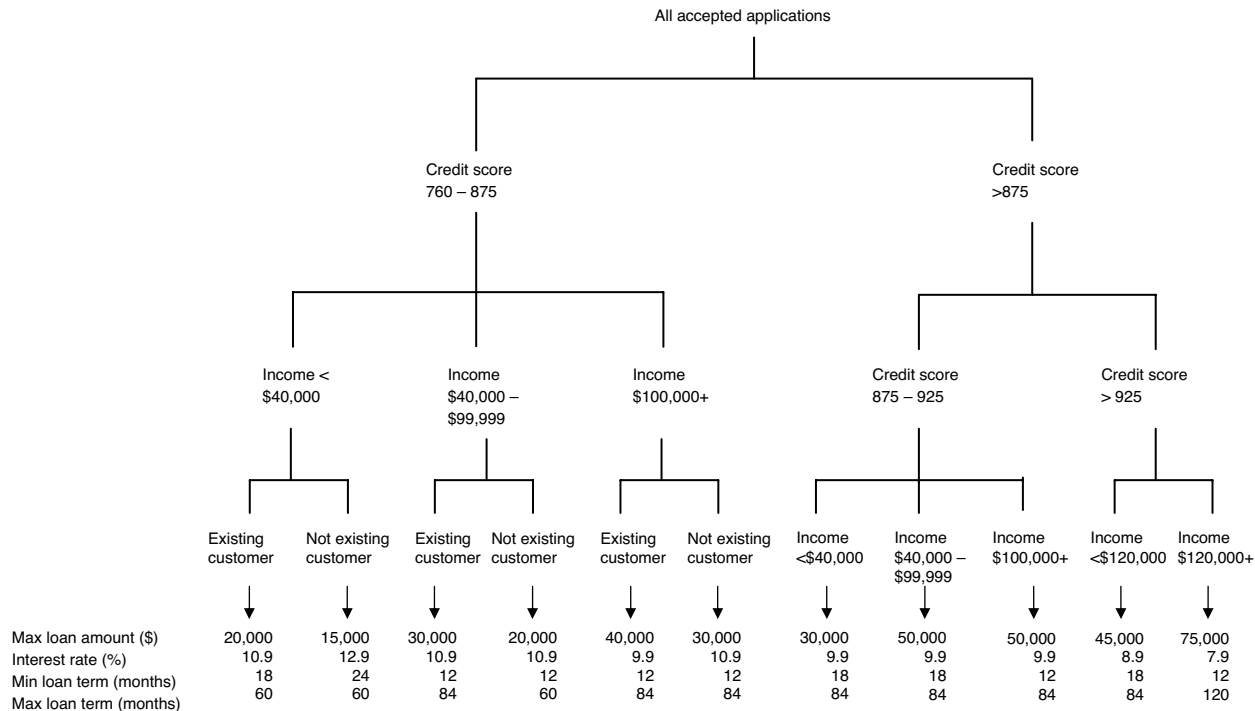 All accepted applications
Credit score
760 – 875
Credit score
>875
Income <
$40,000
Income
$40,000 –
$99,999
Income
$100,000+
Credit score
875 – 925
Credit score
> 925
Existing
customer
Not existing
customer
Existing
customer
Not existing
customer
Existing
customer
Not existing
customer
Income
<$40,000
Income
$40,000 –
$99,999
Income
$100,000+
Income
<$120,000
Income
$120,000+
Max loan amount ($) 20,000 15,000 30,000 20,000 40,000 30,000 30,000 50,000 50,000 45,000 75,000
Interest rate (%) 10.9 12.9 10.9 10.9 9.9 10.9 9.9 9.9 9.9 8.9 7.9
Min loan term (months) 18 24 12 12 12 12 18 18 12 18 12
Max loan term (months) 60 60 84 60 84 84 84 84 84 84 120